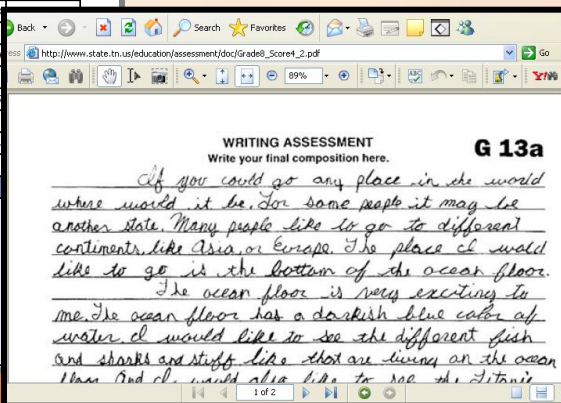 Back Search Favorites
ess http://www.state.tn.us/education/assessment/doc/Grade8_Score4_2.pdf Go
89%
WRITING ASSESSMENT G 13a
Write your final composition here.
If you could go any place in the world
where would it be. For some people it may be
another state. Many people like to go to different
continents, like Asia, or Europe. The place I would
like to go is the bottom of the ocean floor.
The ocean floor is very exciting to
me. The ocean floor has a darkish blue color of
water. I would like to see the different fish
and sharks and stuff like that are living on the ocean
floor. And I would also like to see the Titanic
1 of 2